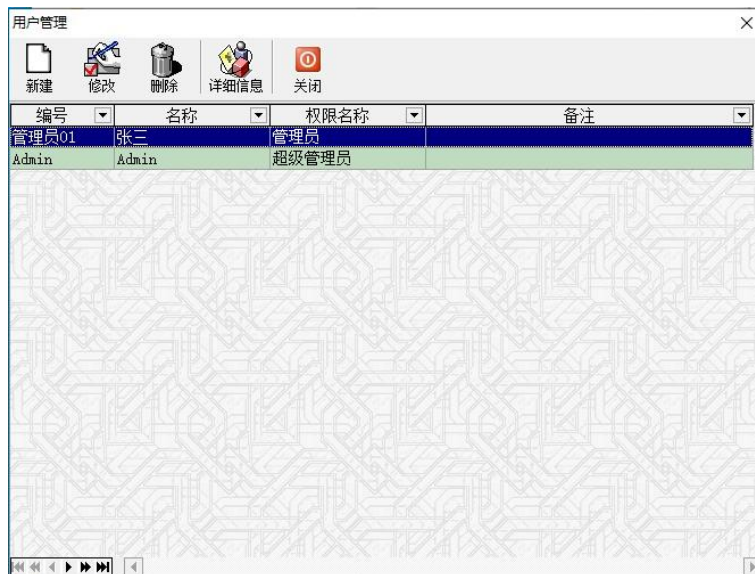 用户管理
新建 修改 删除 详细信息 关闭
编号 名称 权限名称 备注
管理员01 张三 管理员
Admin Admin 超级管理员